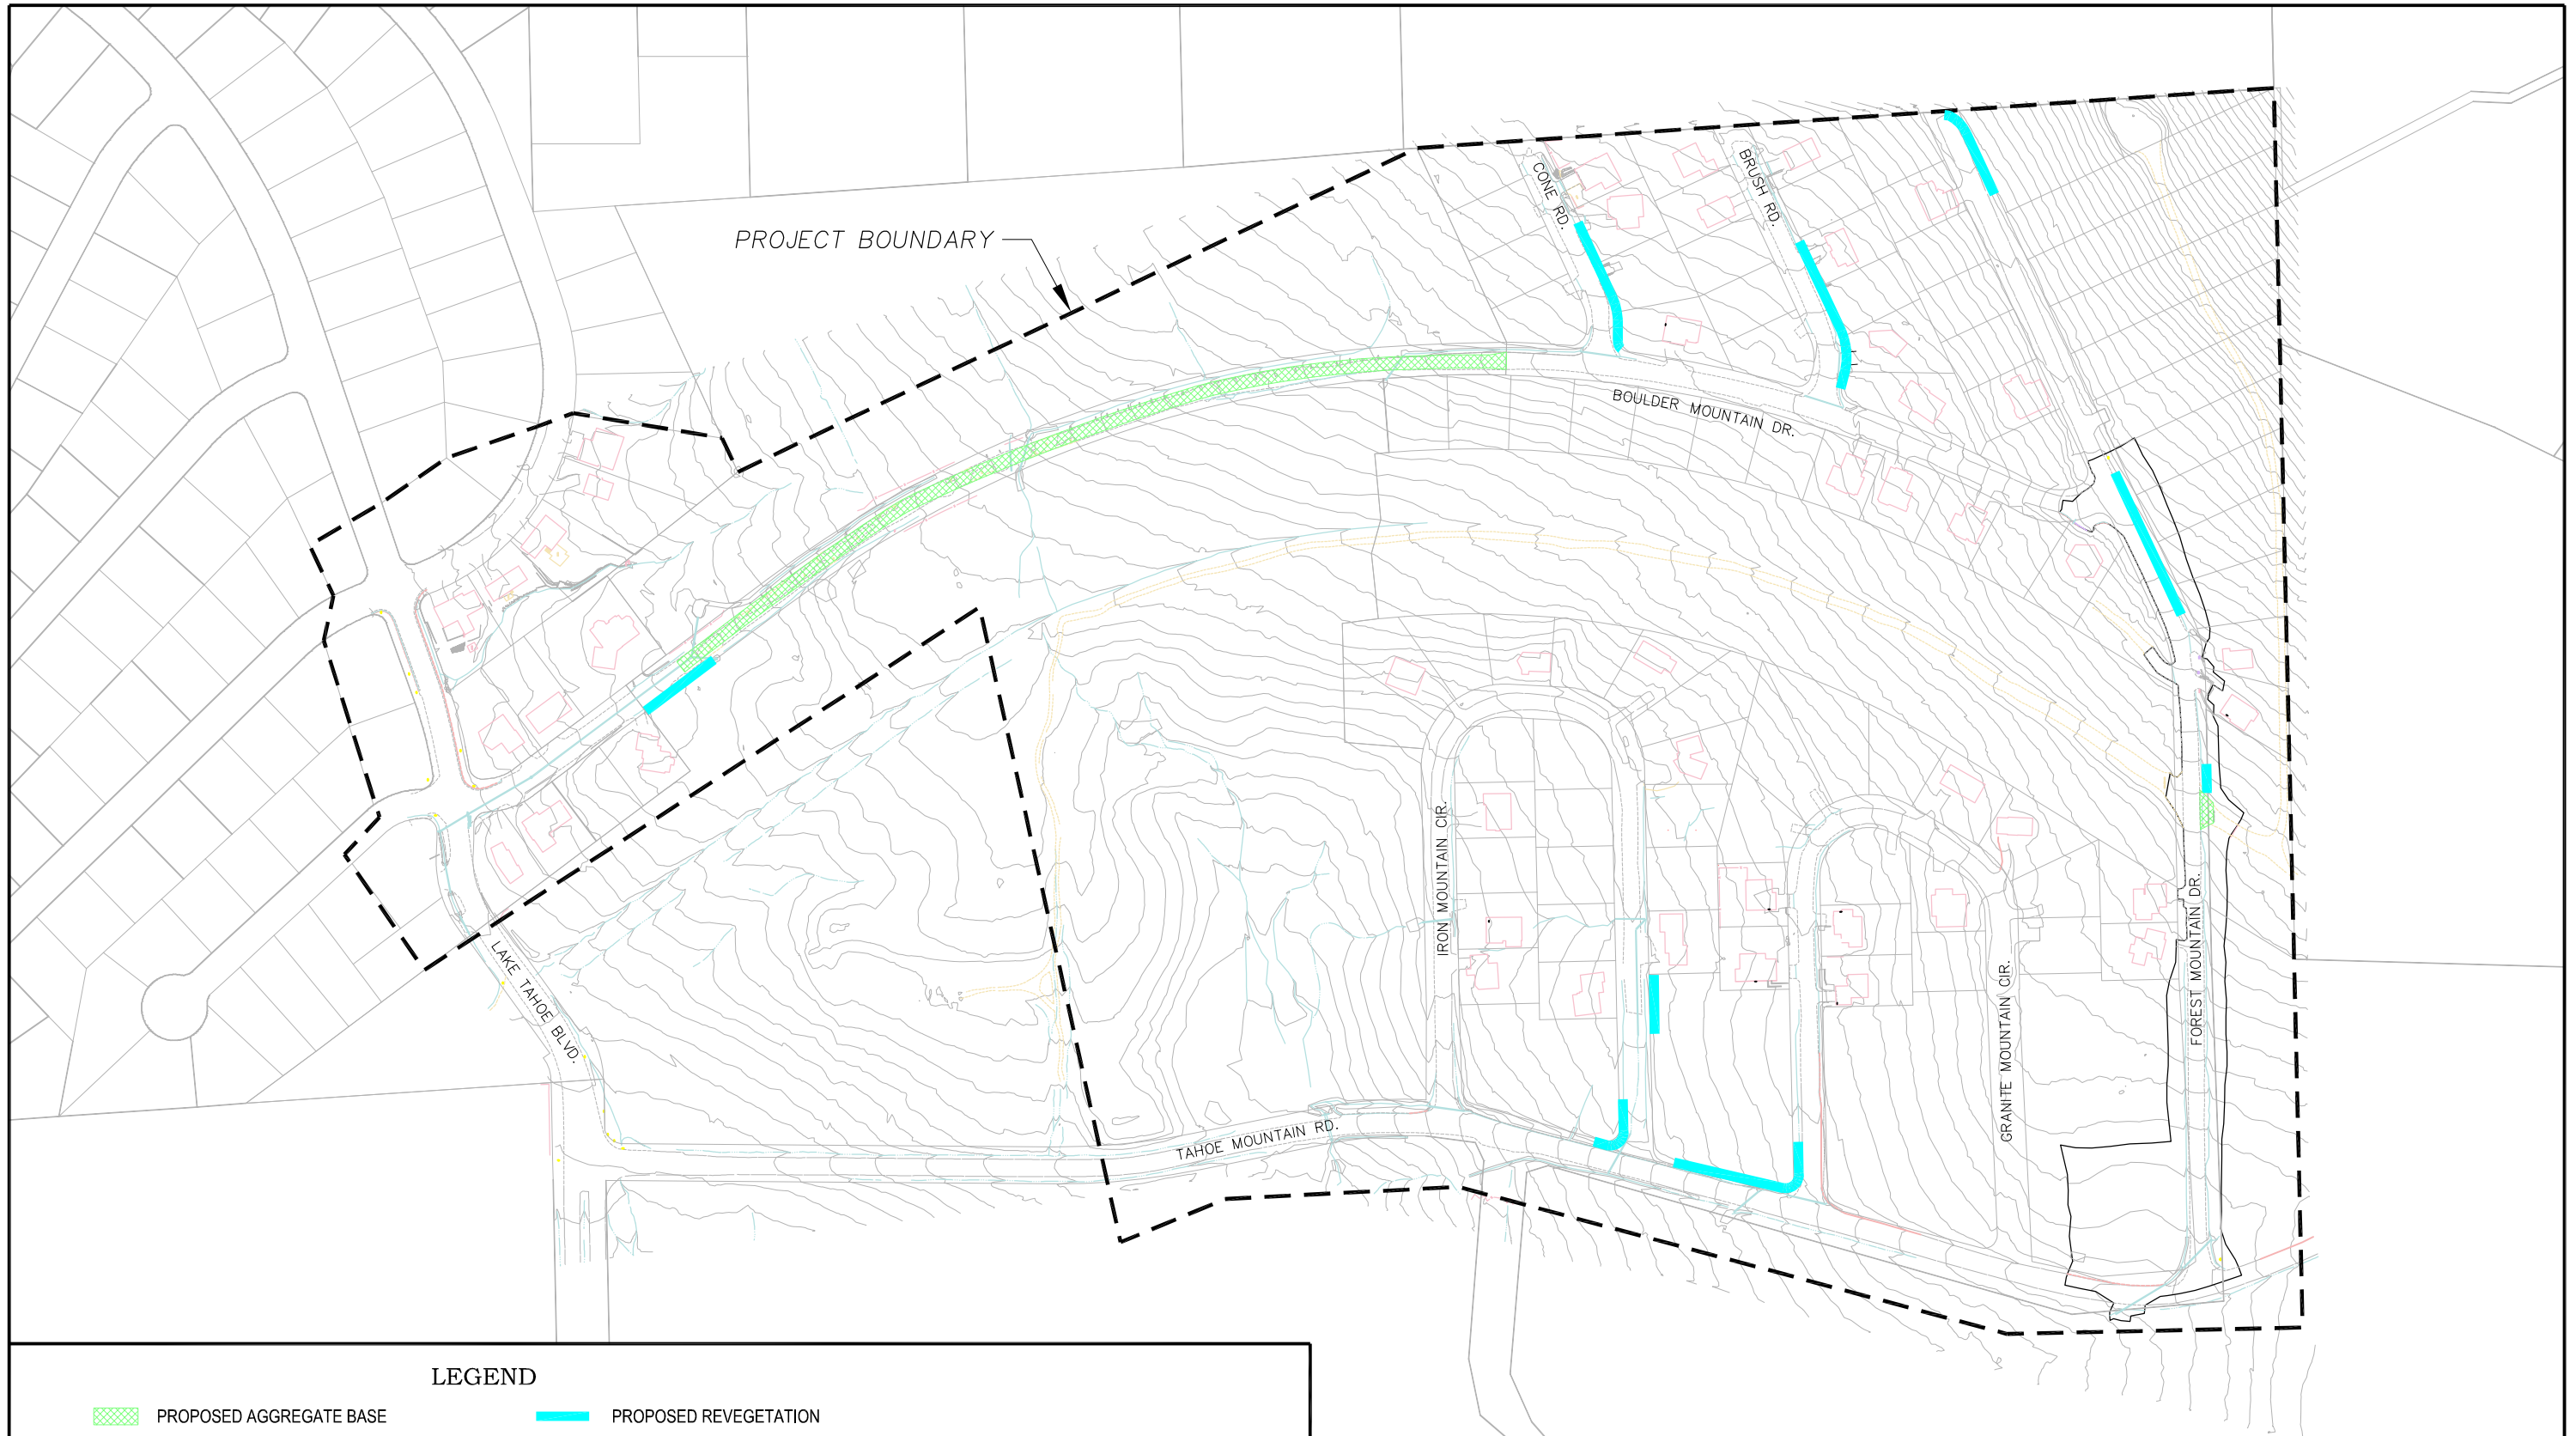 PROJECT BOUNDARY
CONE RD.
BRUSH RD.
BOULDER MOUNTAIN DR.
IRON MOUNTAIN CIR.
GRANITE MOUNTAIN CIR.
FOREST MOUNTAIN DR.
LAKE TAHOE BLVD.
TAHOE MOUNTAIN RD.
LEGEND
PROPOSED AGGREGATE BASE
PROPOSED REVEGETATION